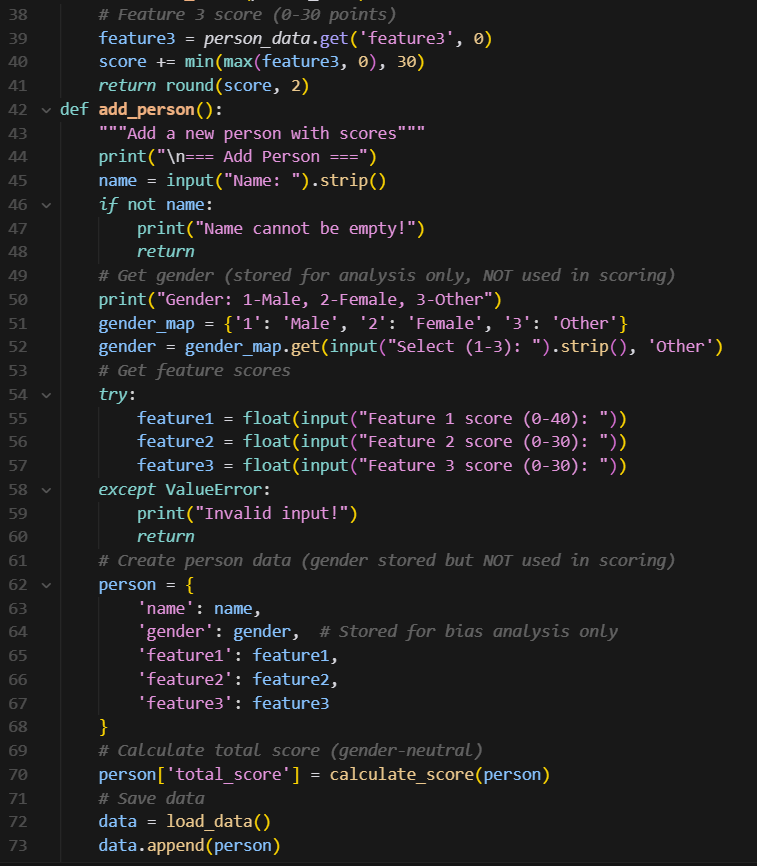 38 # Feature 3 score (0-30 points)
39 feature3 = person_data.get('feature3', 0)
40 score += min(max(feature3, 0), 30)
41 return round(score, 2)
42 def add_person():
43 """Add a new person with scores"""
44 print("\n=== Add Person ===")
45 name = input("Name: ").strip()
46 if not name:
47 print("Name cannot be empty!")
48 return
49 # Get gender (stored for analysis only, NOT used in scoring)
50 print("Gender: 1-Male, 2-Female, 3-Other")
51 gender_map = {'1': 'Male', '2': 'Female', '3': 'Other'}
52 gender = gender_map.get(input("Select (1-3): ").strip(), 'Other')
53 # Get feature scores
54 try:
55 feature1 = float(input("Feature 1 score (0-40): "))
56 feature2 = float(input("Feature 2 score (0-30): "))
57 feature3 = float(input("Feature 3 score (0-30): "))
58 except ValueError:
59 print("Invalid input!")
60 return
61 # Create person data (gender stored but NOT used in scoring)
62 person = {
63 'name': name,
64 'gender': gender,  # Stored for bias analysis only
65 'feature1': feature1,
66 'feature2': feature2,
67 'feature3': feature3
68 }
69 # Calculate total score (gender-neutral)
70 person['total_score'] = calculate_score(person)
71 # Save data
72 data = load_data()
73 data.append(person)